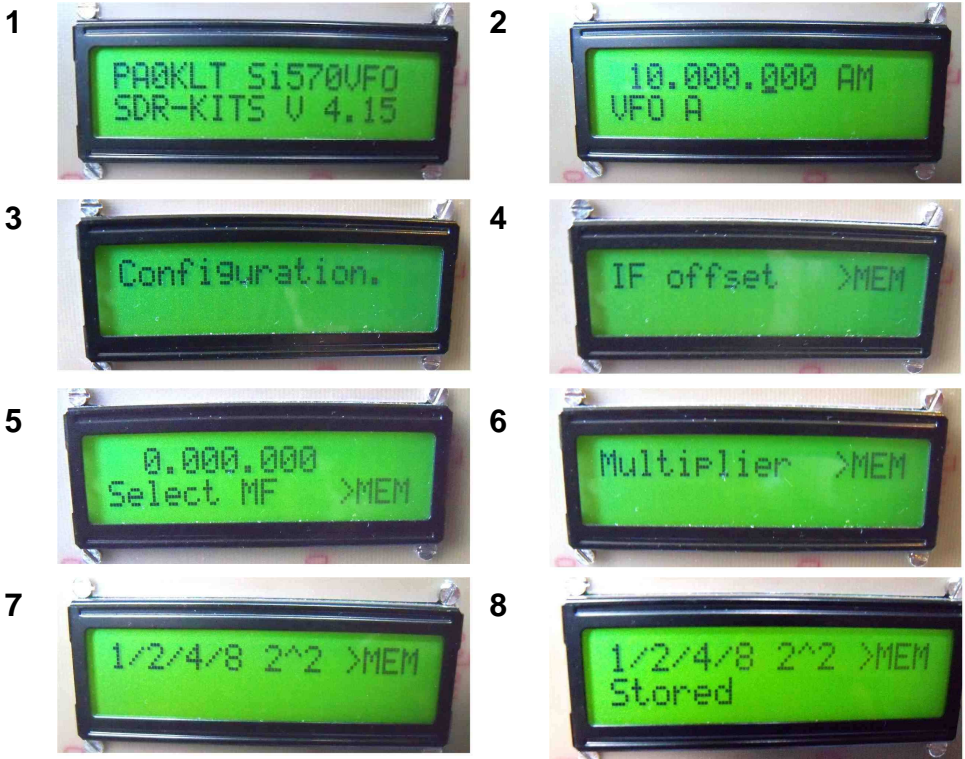 1
PA0KLT Si570VFO
SDR-KITS V 4.15
2
10.000.000 AM
VFO A
3
Configuration.
4
IF offset >MEM
5
0.000.000
Select MF >MEM
6
Multiplier >MEM
7
1/2/4/8 2^2 >MEM
8
1/2/4/8 2^2 >MEM
Stored